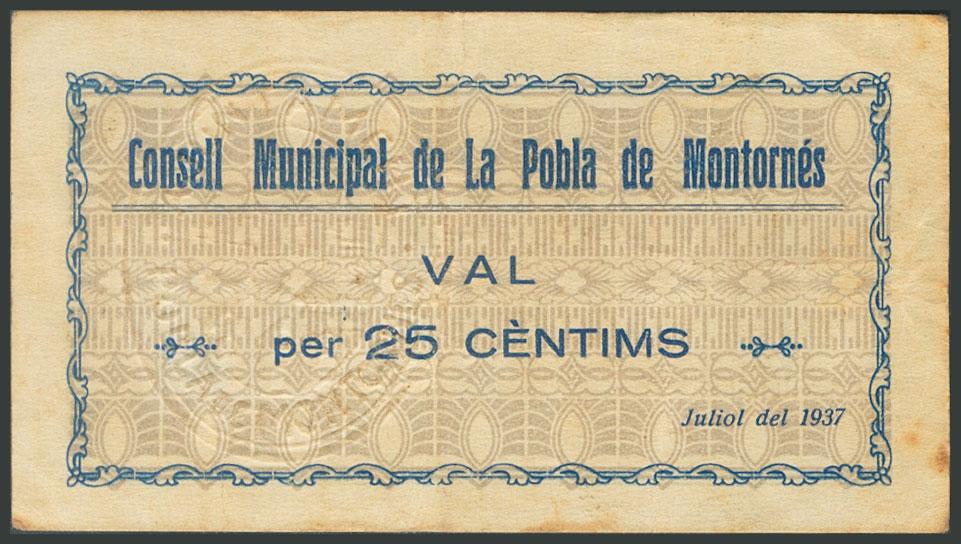 Consell Municipal de La Pobla de Montornés
VAL
per 25 CÈNTIMS
Juliol del 1937